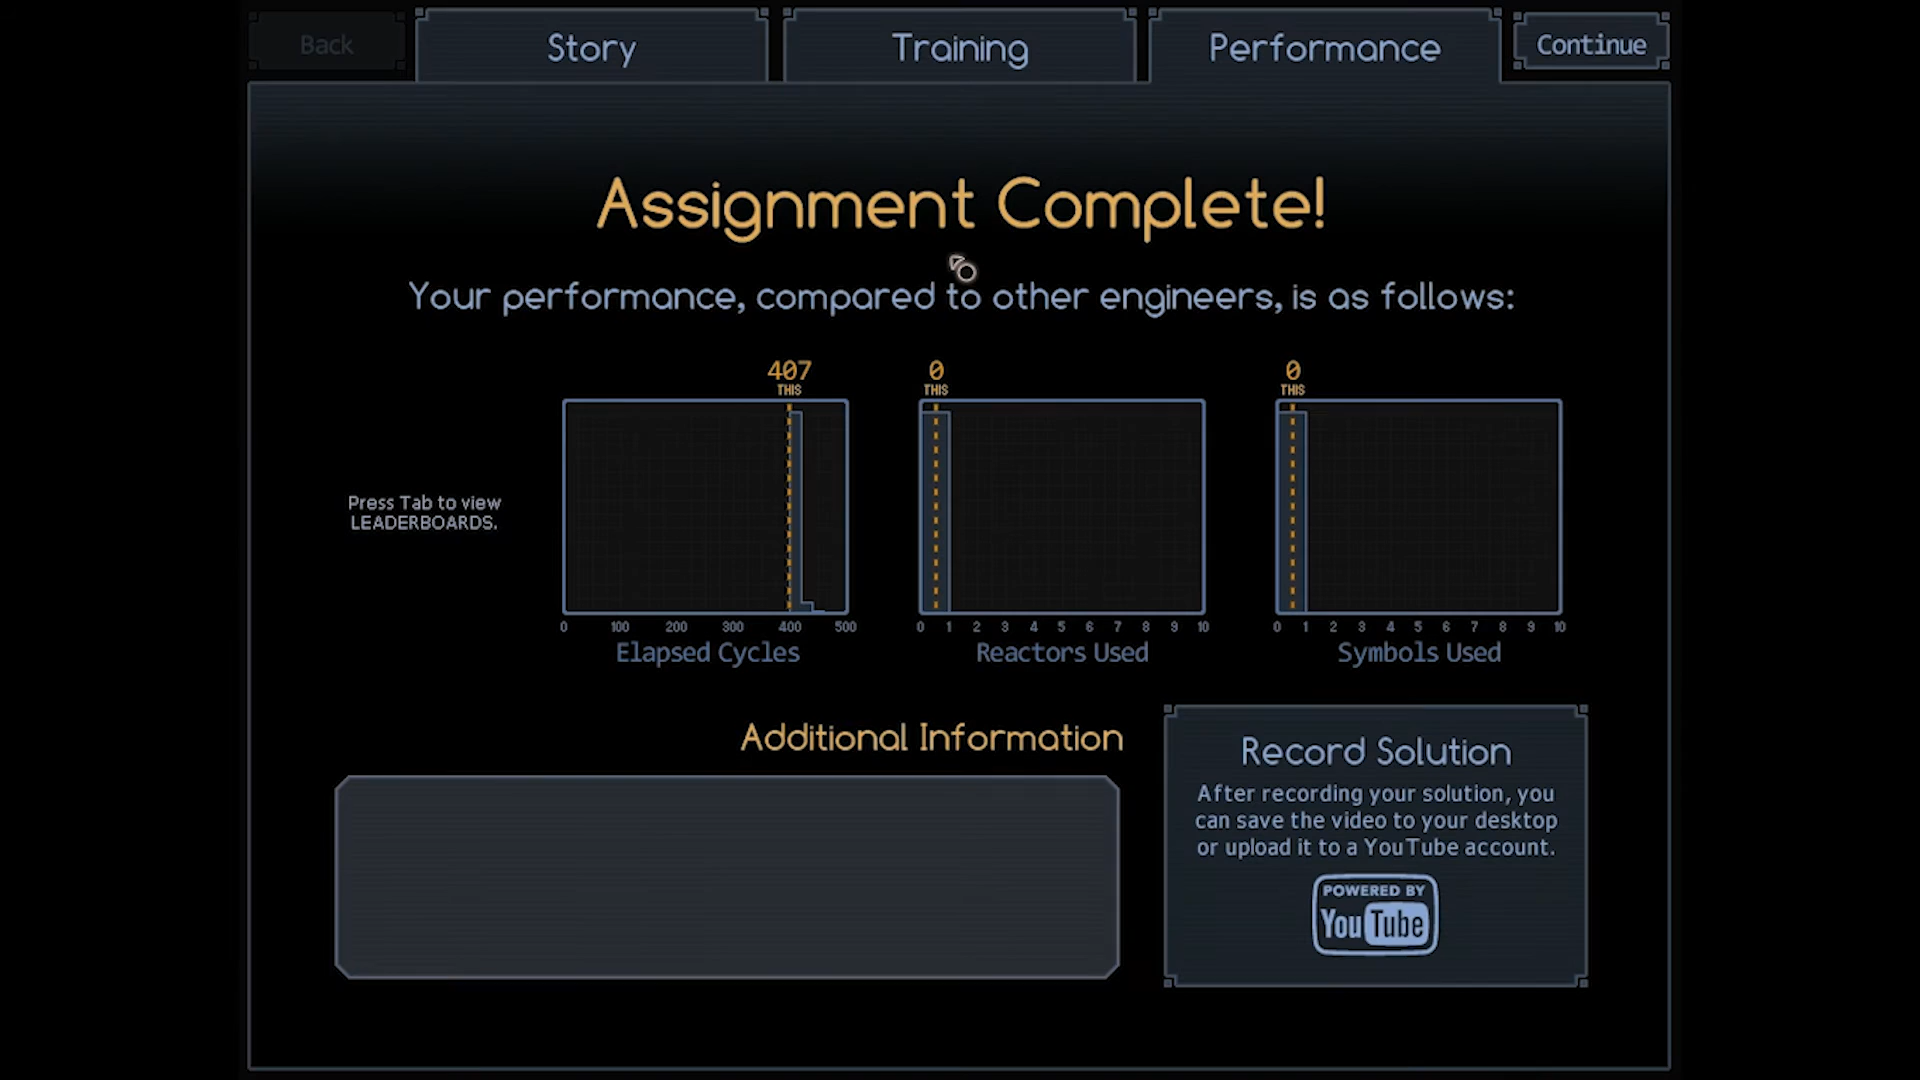 Back
Story
Training
Performance
Continue
Assignment Complete!
Your performance, compared to other engineers, is as follows:
407
THIS
0
THIS
0
THIS
Press Tab to view
LEADERBOARDS.
0 100 200 300 400 500
0 1 2 3 4 5 6 7 8 9 10
0 1 2 3 4 5 6 7 8 9 10
Elapsed Cycles
Reactors Used
Symbols Used
Additional Information
Record Solution
After recording your solution, you
can save the video to your desktop
or upload it to a YouTube account.
POWERED BY
YouTube